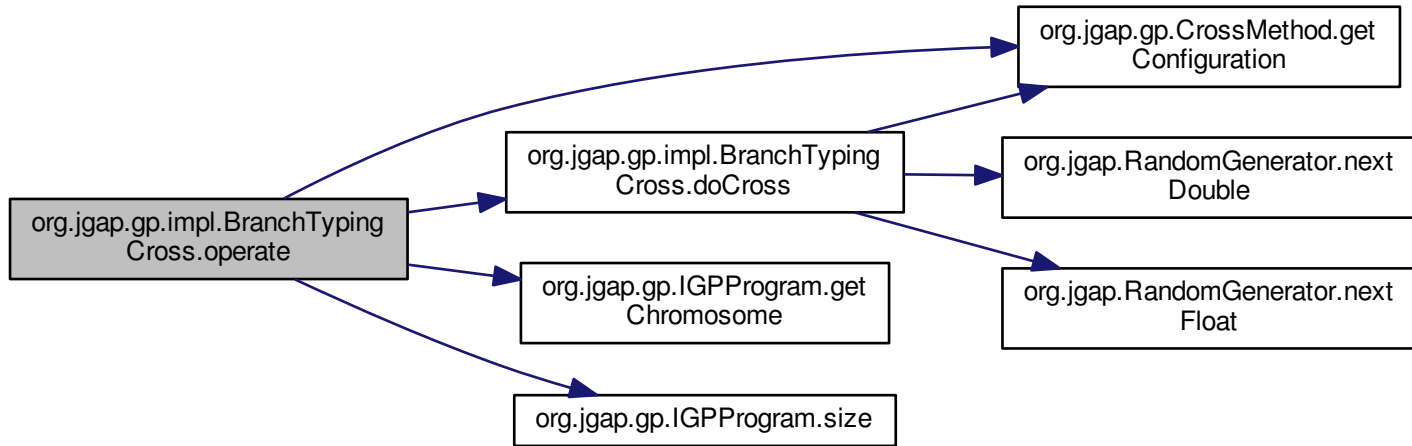 org.jgap.gp.impl.BranchTyping
Cross.operate
org.jgap.gp.CrossMethod.get
Configuration
org.jgap.gp.impl.BranchTyping
Cross.doCross
org.jgap.RandomGenerator.next
Double
org.jgap.RandomGenerator.next
Float
org.jgap.gp.IGPProgram.get
Chromosome
org.jgap.gp.IGPProgram.size